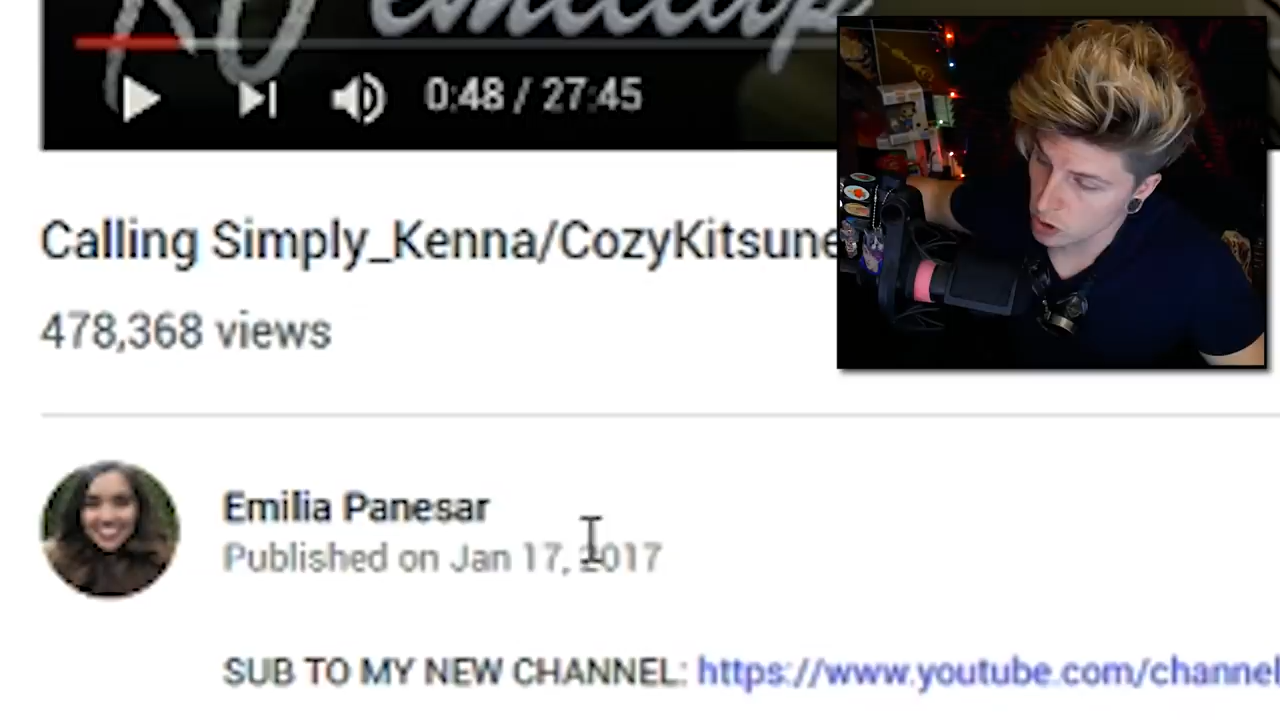 0:48 / 27:45
Calling Simply_Kenna/CozyKitsune
478,368 views
Emilia Panesar
Published on Jan 17, 2017
SUB TO MY NEW CHANNEL: https://www.youtube.com/channel